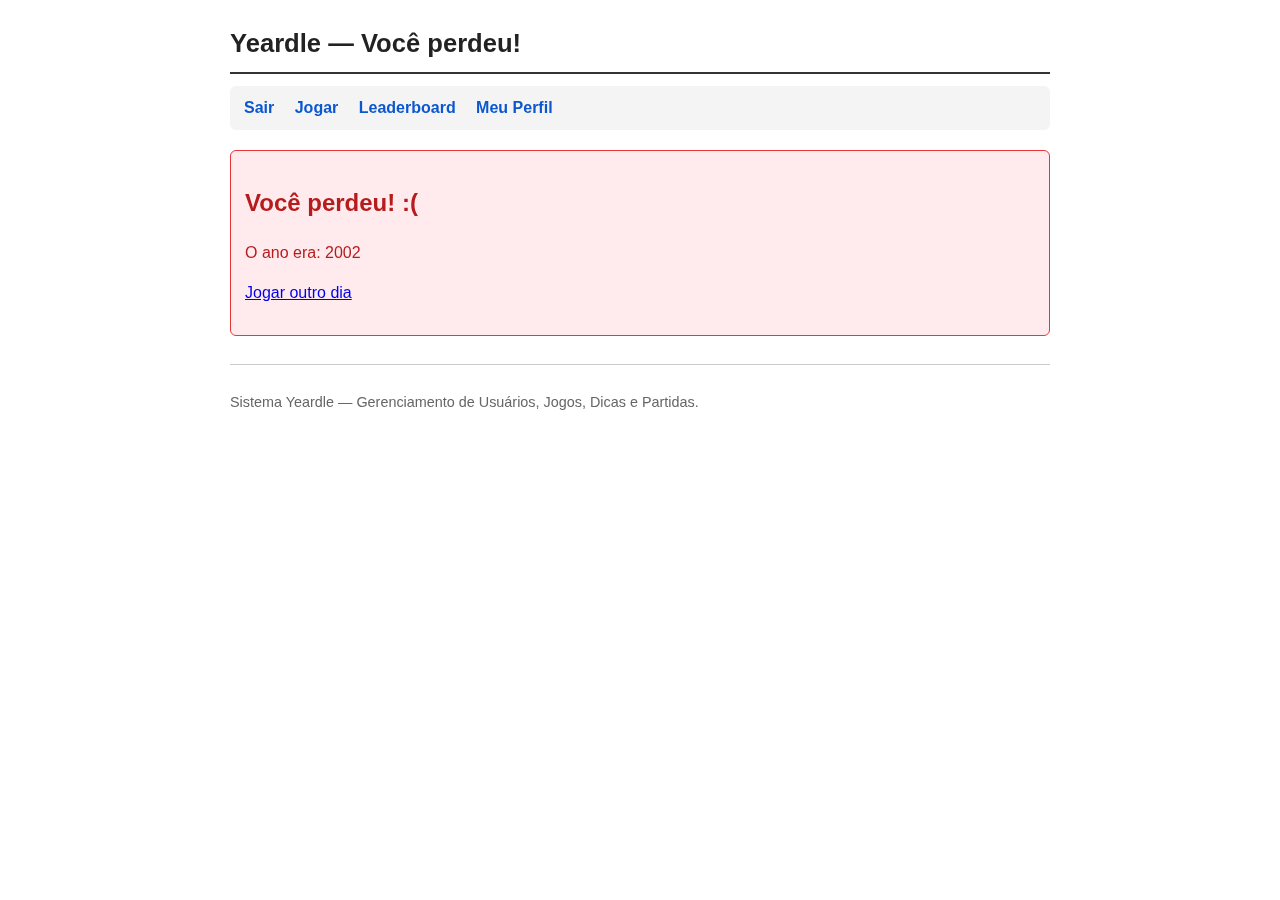 Yeardle — Você perdeu!
Sair Jogar Leaderboard Meu Perfil
Você perdeu! :(
O ano era: 2002
Jogar outro dia
Sistema Yeardle — Gerenciamento de Usuários, Jogos, Dicas e Partidas.